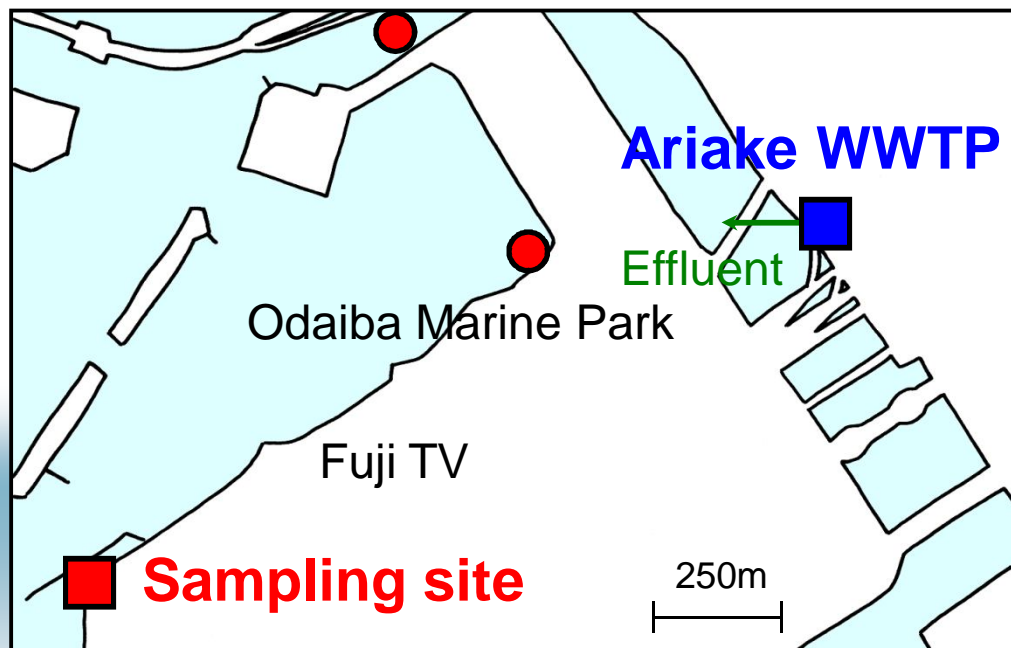 Ariake WWTP
Effluent
Odaiba Marine Park
Fuji TV
Sampling site
250m